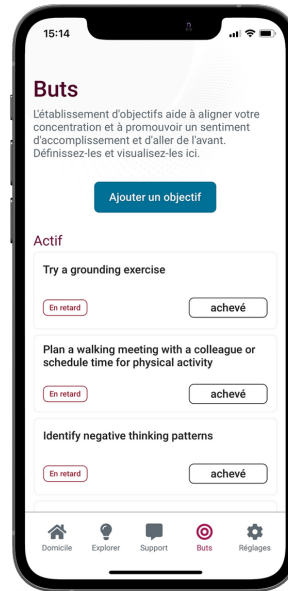 15:14
Buts
L'établissement d'objectifs aide à aligner votre
concentration et à promouvoir un sentiment
d'accomplissement et d'aller de l'avant.
Définissez-les et visualisez-les ici.
Ajouter un objectif
Actif
Try a grounding exercise
En retard
achevé
Plan a walking meeting with a colleague or
schedule time for physical activity
En retard
achevé
Identify negative thinking patterns
En retard
achevé
Domicile
Explorer
Support
Buts
Réglages